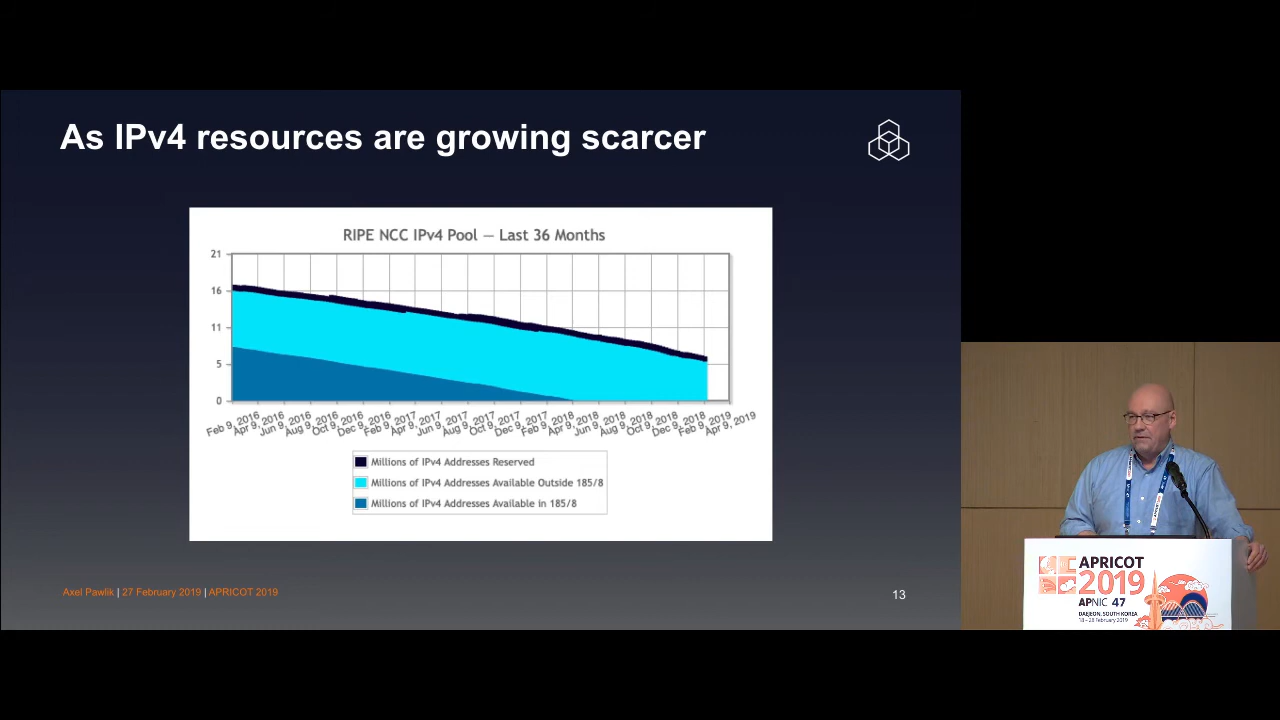 As IPv4 resources are growing scarcer
RIPE NCC IPv4 Pool — Last 36 Months
21
16
11
5
0
Feb 9, 2016
Apr 9, 2016
Jun 9, 2016
Aug 9, 2016
Oct 9, 2016
Dec 9, 2016
Feb 9, 2017
Apr 9, 2017
Jun 9, 2017
Aug 9, 2017
Oct 9, 2017
Dec 9, 2017
Feb 9, 2018
Apr 9, 2018
Jun 9, 2018
Aug 9, 2018
Oct 9, 2018
Dec 9, 2018
Feb 9, 2019
Apr 9, 2019
Millions of IPv4 Addresses Reserved
Millions of IPv4 Addresses Available Outside 185/8
Millions of IPv4 Addresses Available in 185/8
Axel Pawlik | 27 February 2019 | APRICOT 2019
13
APRICOT
2019
APNIC 47
DAEJEON, SOUTH KOREA
18 – 28 February 2019